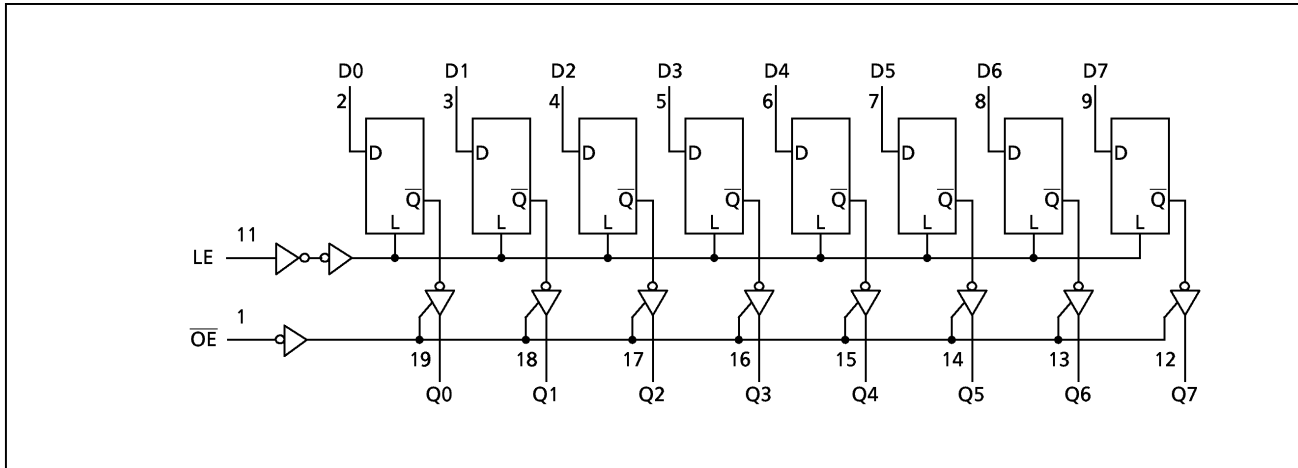 D0 D1 D2 D3 D4 D5 D6 D7
2 3 4 5 6 7 8 9
D D D D D D D D
Q̅ Q̅ Q̅ Q̅ Q̅ Q̅ Q̅ Q̅
L L L L L L L L
11
LE
1
O̅E̅
19 18 17 16 15 14 13 12
Q0 Q1 Q2 Q3 Q4 Q5 Q6 Q7